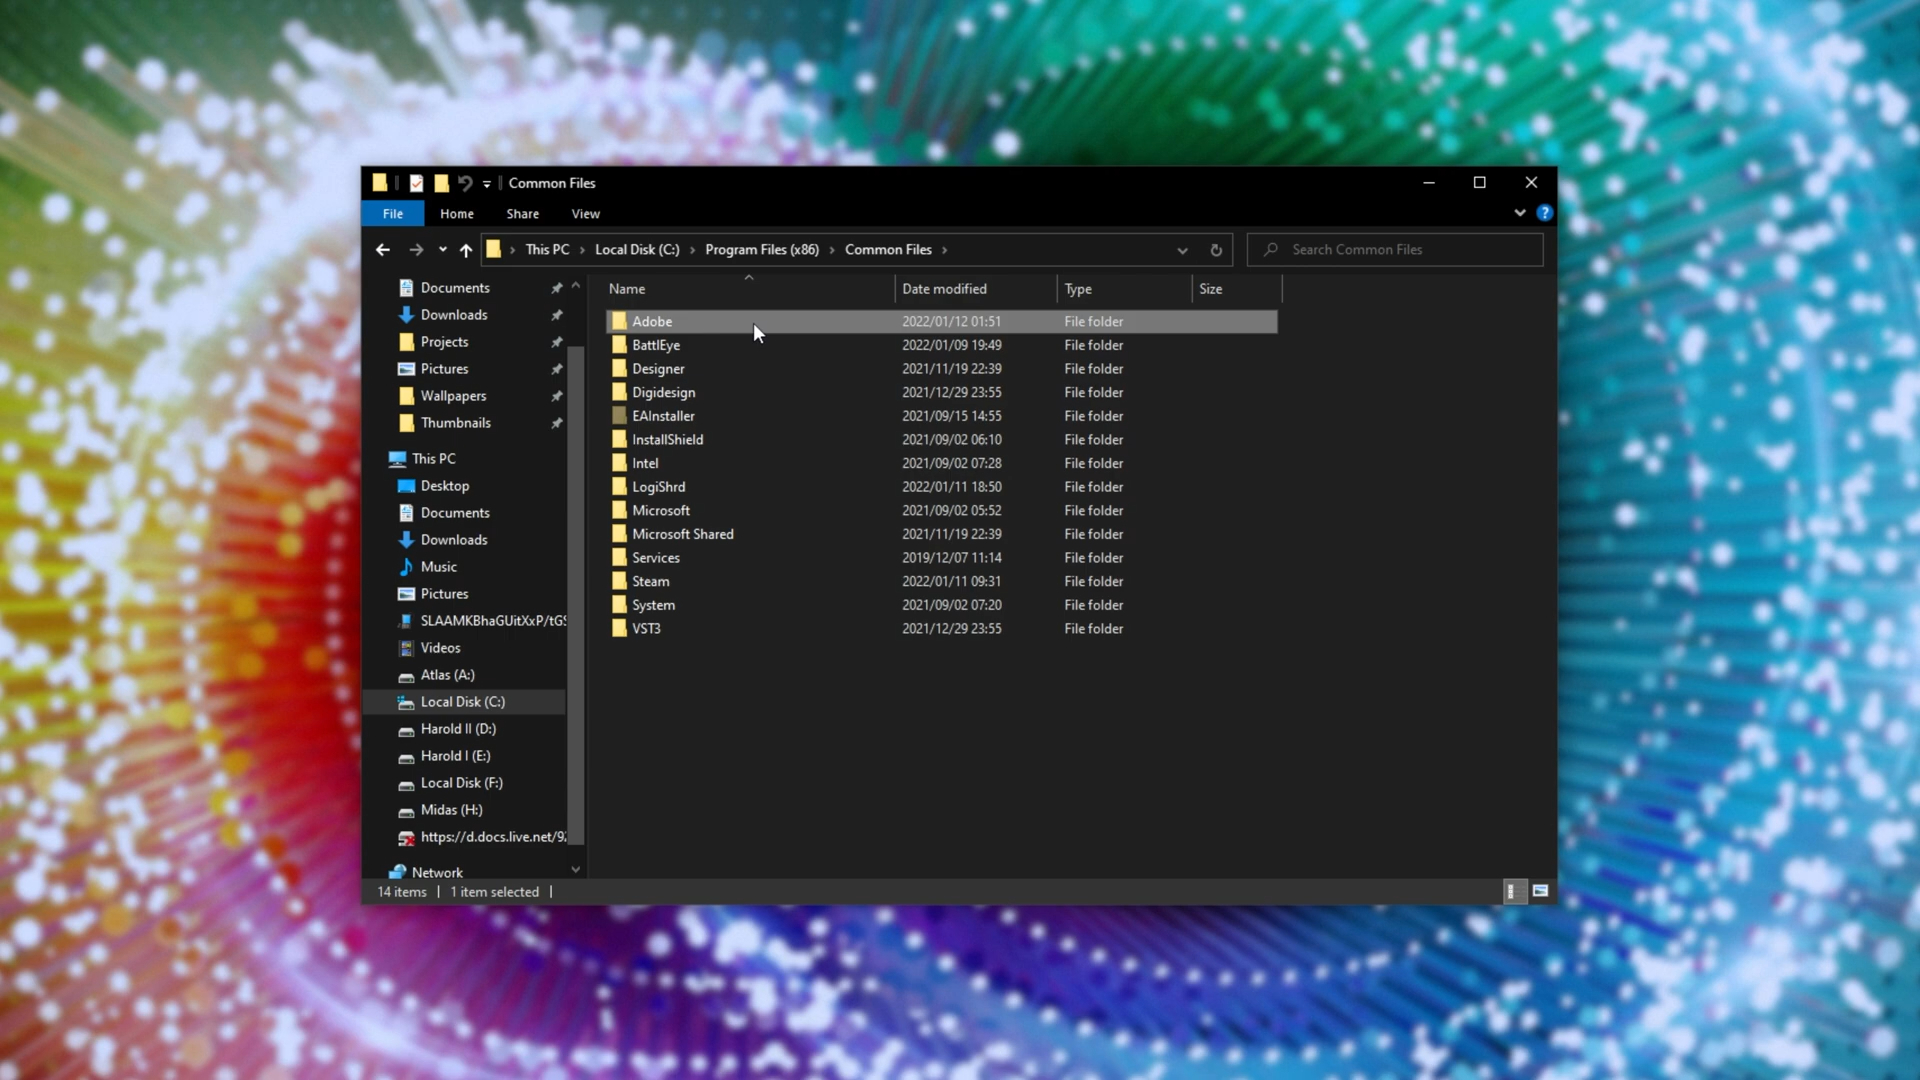 Common Files
File Home Share View
This PC Local Disk (C:) Program Files (x86) Common Files
Search Common Files
Documents
Downloads
Projects
Pictures
Wallpapers
Thumbnails
This PC
Desktop
Documents
Downloads
Music
Pictures
SLAAMKBhaGUitXxP/tGS
Videos
Atlas (A:)
Local Disk (C:)
Harold II (D:)
Harold I (E:)
Local Disk (F:)
Midas (H:)
https://d.docs.live.net/92
Network
Name Date modified Type Size
Adobe 2022/01/12 01:51 File folder
BattlEye 2022/01/09 19:49 File folder
Designer 2021/11/19 22:39 File folder
Digidesign 2021/12/29 23:55 File folder
EAInstaller 2021/09/15 14:55 File folder
InstallShield 2021/09/02 06:10 File folder
Intel 2021/09/02 07:28 File folder
LogiShrd 2022/01/11 18:50 File folder
Microsoft 2021/09/02 05:52 File folder
Microsoft Shared 2021/11/19 22:39 File folder
Services 2019/12/07 11:14 File folder
Steam 2022/01/11 09:31 File folder
System 2021/09/02 07:20 File folder
VST3 2021/12/29 23:55 File folder
14 items 1 item selected